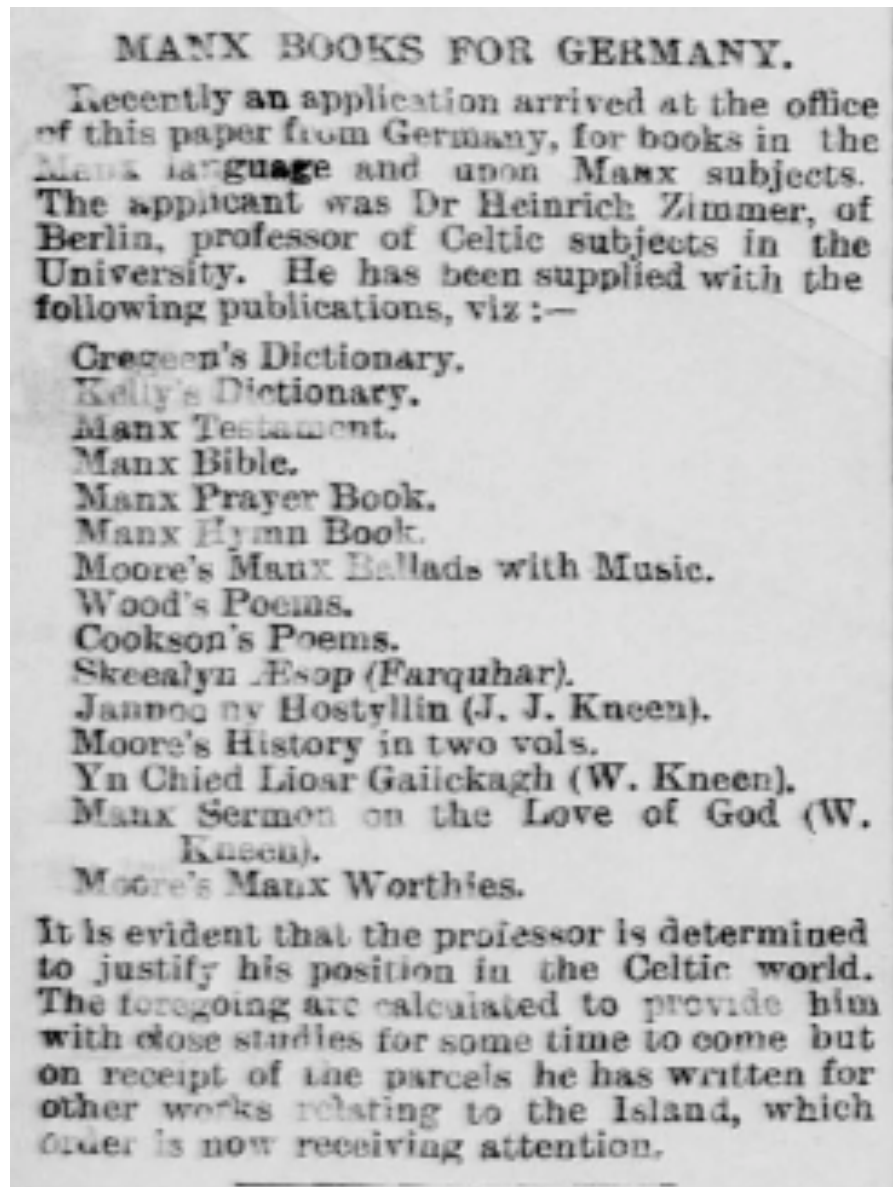 MANX BOOKS FOR GERMANY.
Recently an application arrived at the office
of this paper from Germany, for books in the
Manx language and upon Manx subjects.
The applicant was Dr Heinrich Zimmer, of
Berlin, professor of Celtic subjects in the
University. He has been supplied with the
following publications, viz :—
Cregeen's Dictionary.
Kelly's Dictionary.
Manx Testament.
Manx Bible.
Manx Prayer Book.
Manx Hymn Book.
Moore's Manx Ballads with Music.
Wood's Poems.
Cookson's Poems.
Skeealyn Æsop (Farquhar).
Jannoo ny Hostyllin (J. J. Kneen).
Moore's History in two vols.
Yn Chied Lioar Gailckagh (W. Kneen).
Manx Sermon on the Love of God (W.
Kneen).
Moore's Manx Worthies.
It is evident that the professor is determined
to justify his position in the Celtic world.
The foregoing are calculated to provide him
with close studies for some time to come but
on receipt of the parcels he has written for
other works relating to the Island, which
order is now receiving attention.